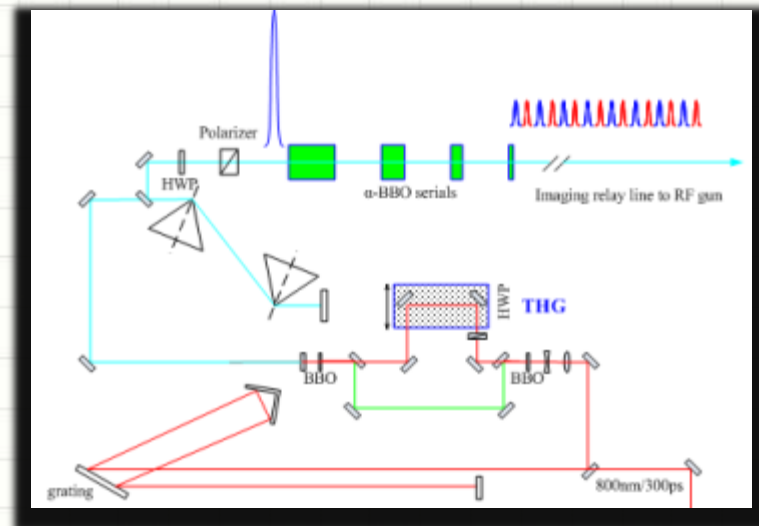 Polarizer
HWP
α-BBO serials
Imaging relay line to RF gun
HWP
THG
BBO
BBO
grating
800nm/300ps